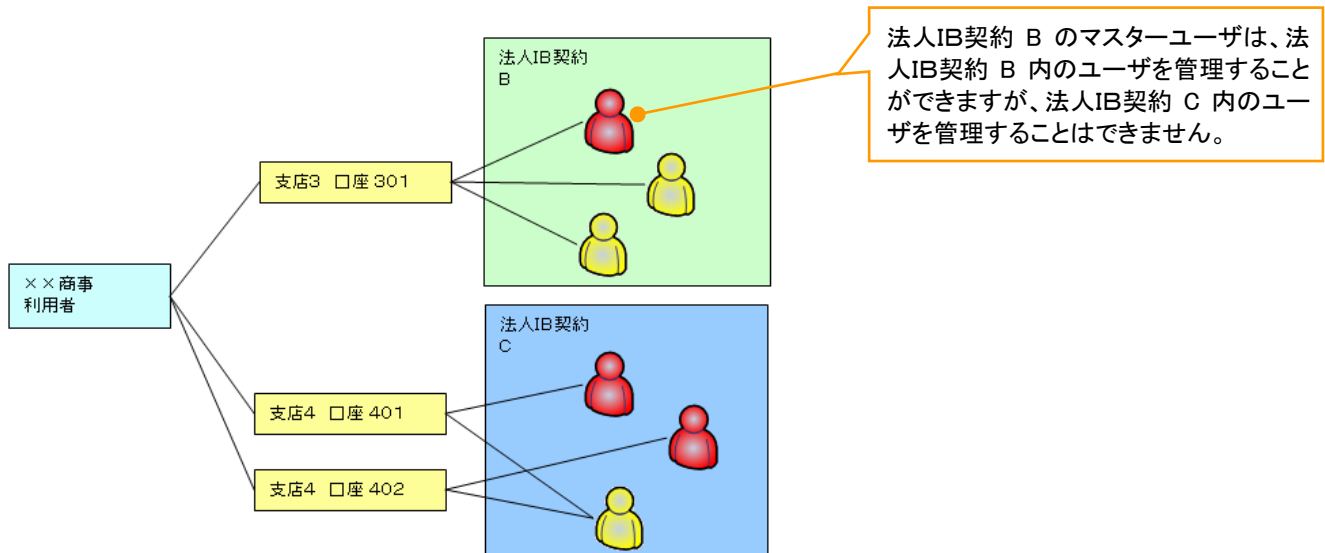 法人IB契約 B のマスターユーザは、法
人IB契約 B 内のユーザを管理すること
ができますが、法人IB契約 C 内のユー
ザを管理することはできません。
法人IB契約
B
支店3 口座 301
××商事
利用者
法人IB契約
C
支店4 口座 401
支店4 口座 402